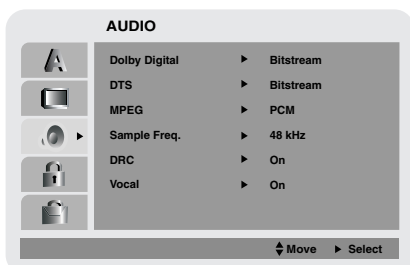 AUDIO
A
Dolby Digital ► Bitstream
DTS ► Bitstream
MPEG ► PCM
Sample Freq. ► 48 kHz
DRC ► On
Vocal ► On
Move ► Select